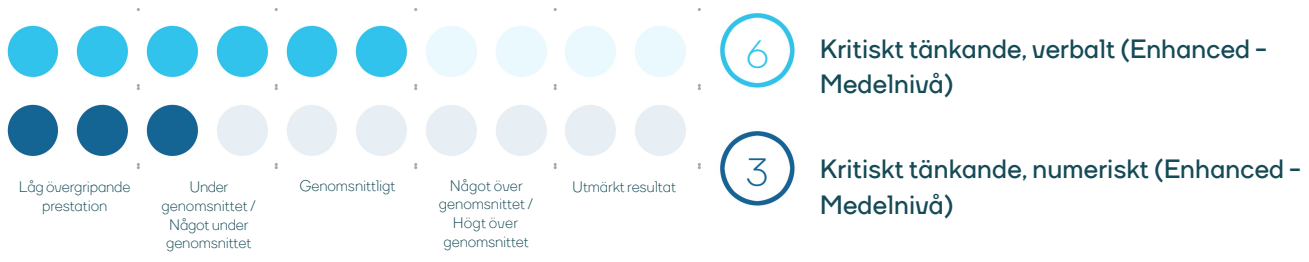 6
Kritiskt tänkande, verbalt (Enhanced –
Medelnivå)
3
Kritiskt tänkande, numeriskt (Enhanced –
Medelnivå)
Låg övergripande
prestation
Under
genomsnittet /
Något under
genomsnittet
Genomsnittligt
Något över
genomsnittet /
Högt över
genomsnittet
Utmärkt resultat